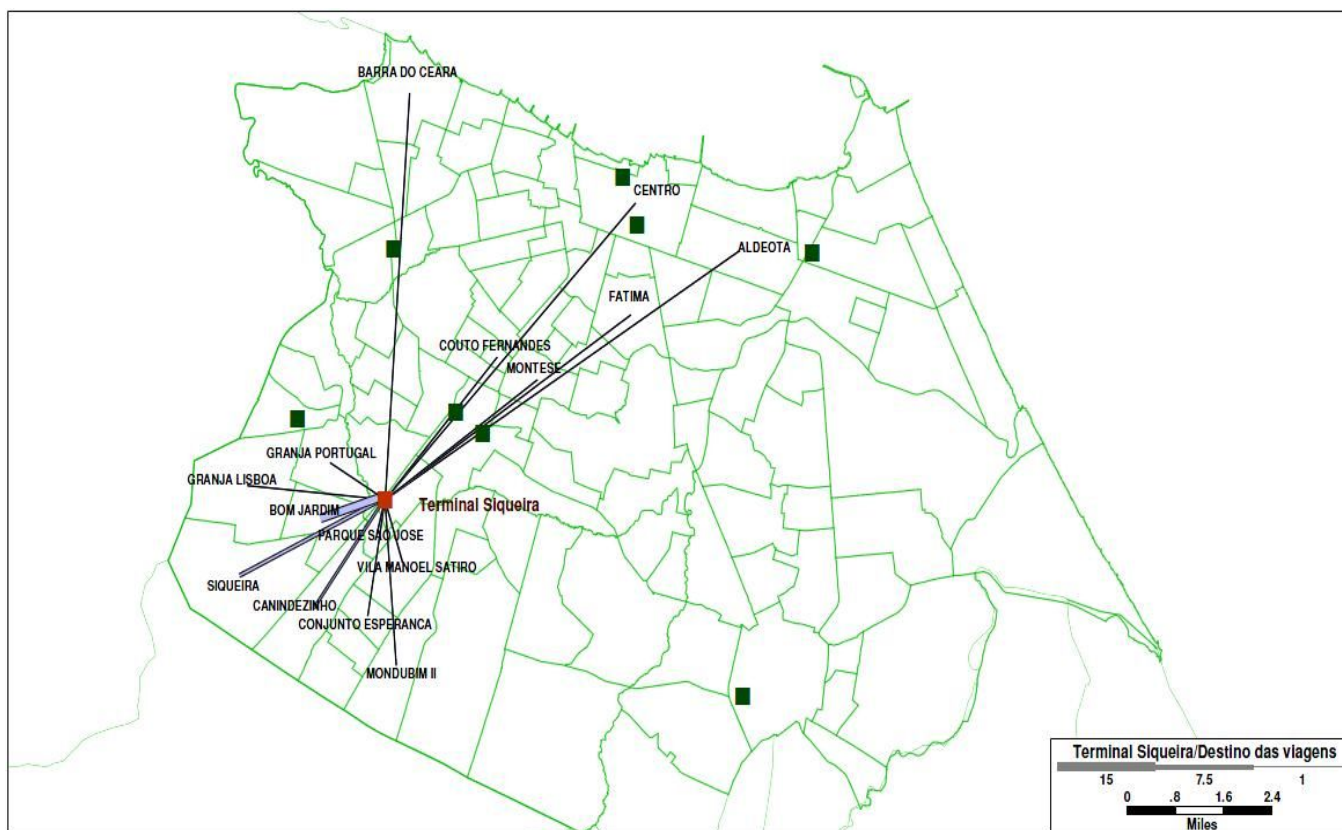 BARRA DO CEARA
CENTRO
ALDEOTA
FATIMA
COUTO FERNANDES
MONTESE
GRANJA PORTUGAL
GRANJA LISBOA
Terminal Siqueira
BOM JARDIM
PARQUE SAO JOSE
VILA MANOEL SATIRO
SIQUEIRA
CANINDEZINHO
CONJUNTO ESPERANCA
MONDUBIM II
Terminal Siqueira/Destino das viagens
15 7.5 1
0 .8 1.6 2.4
Miles